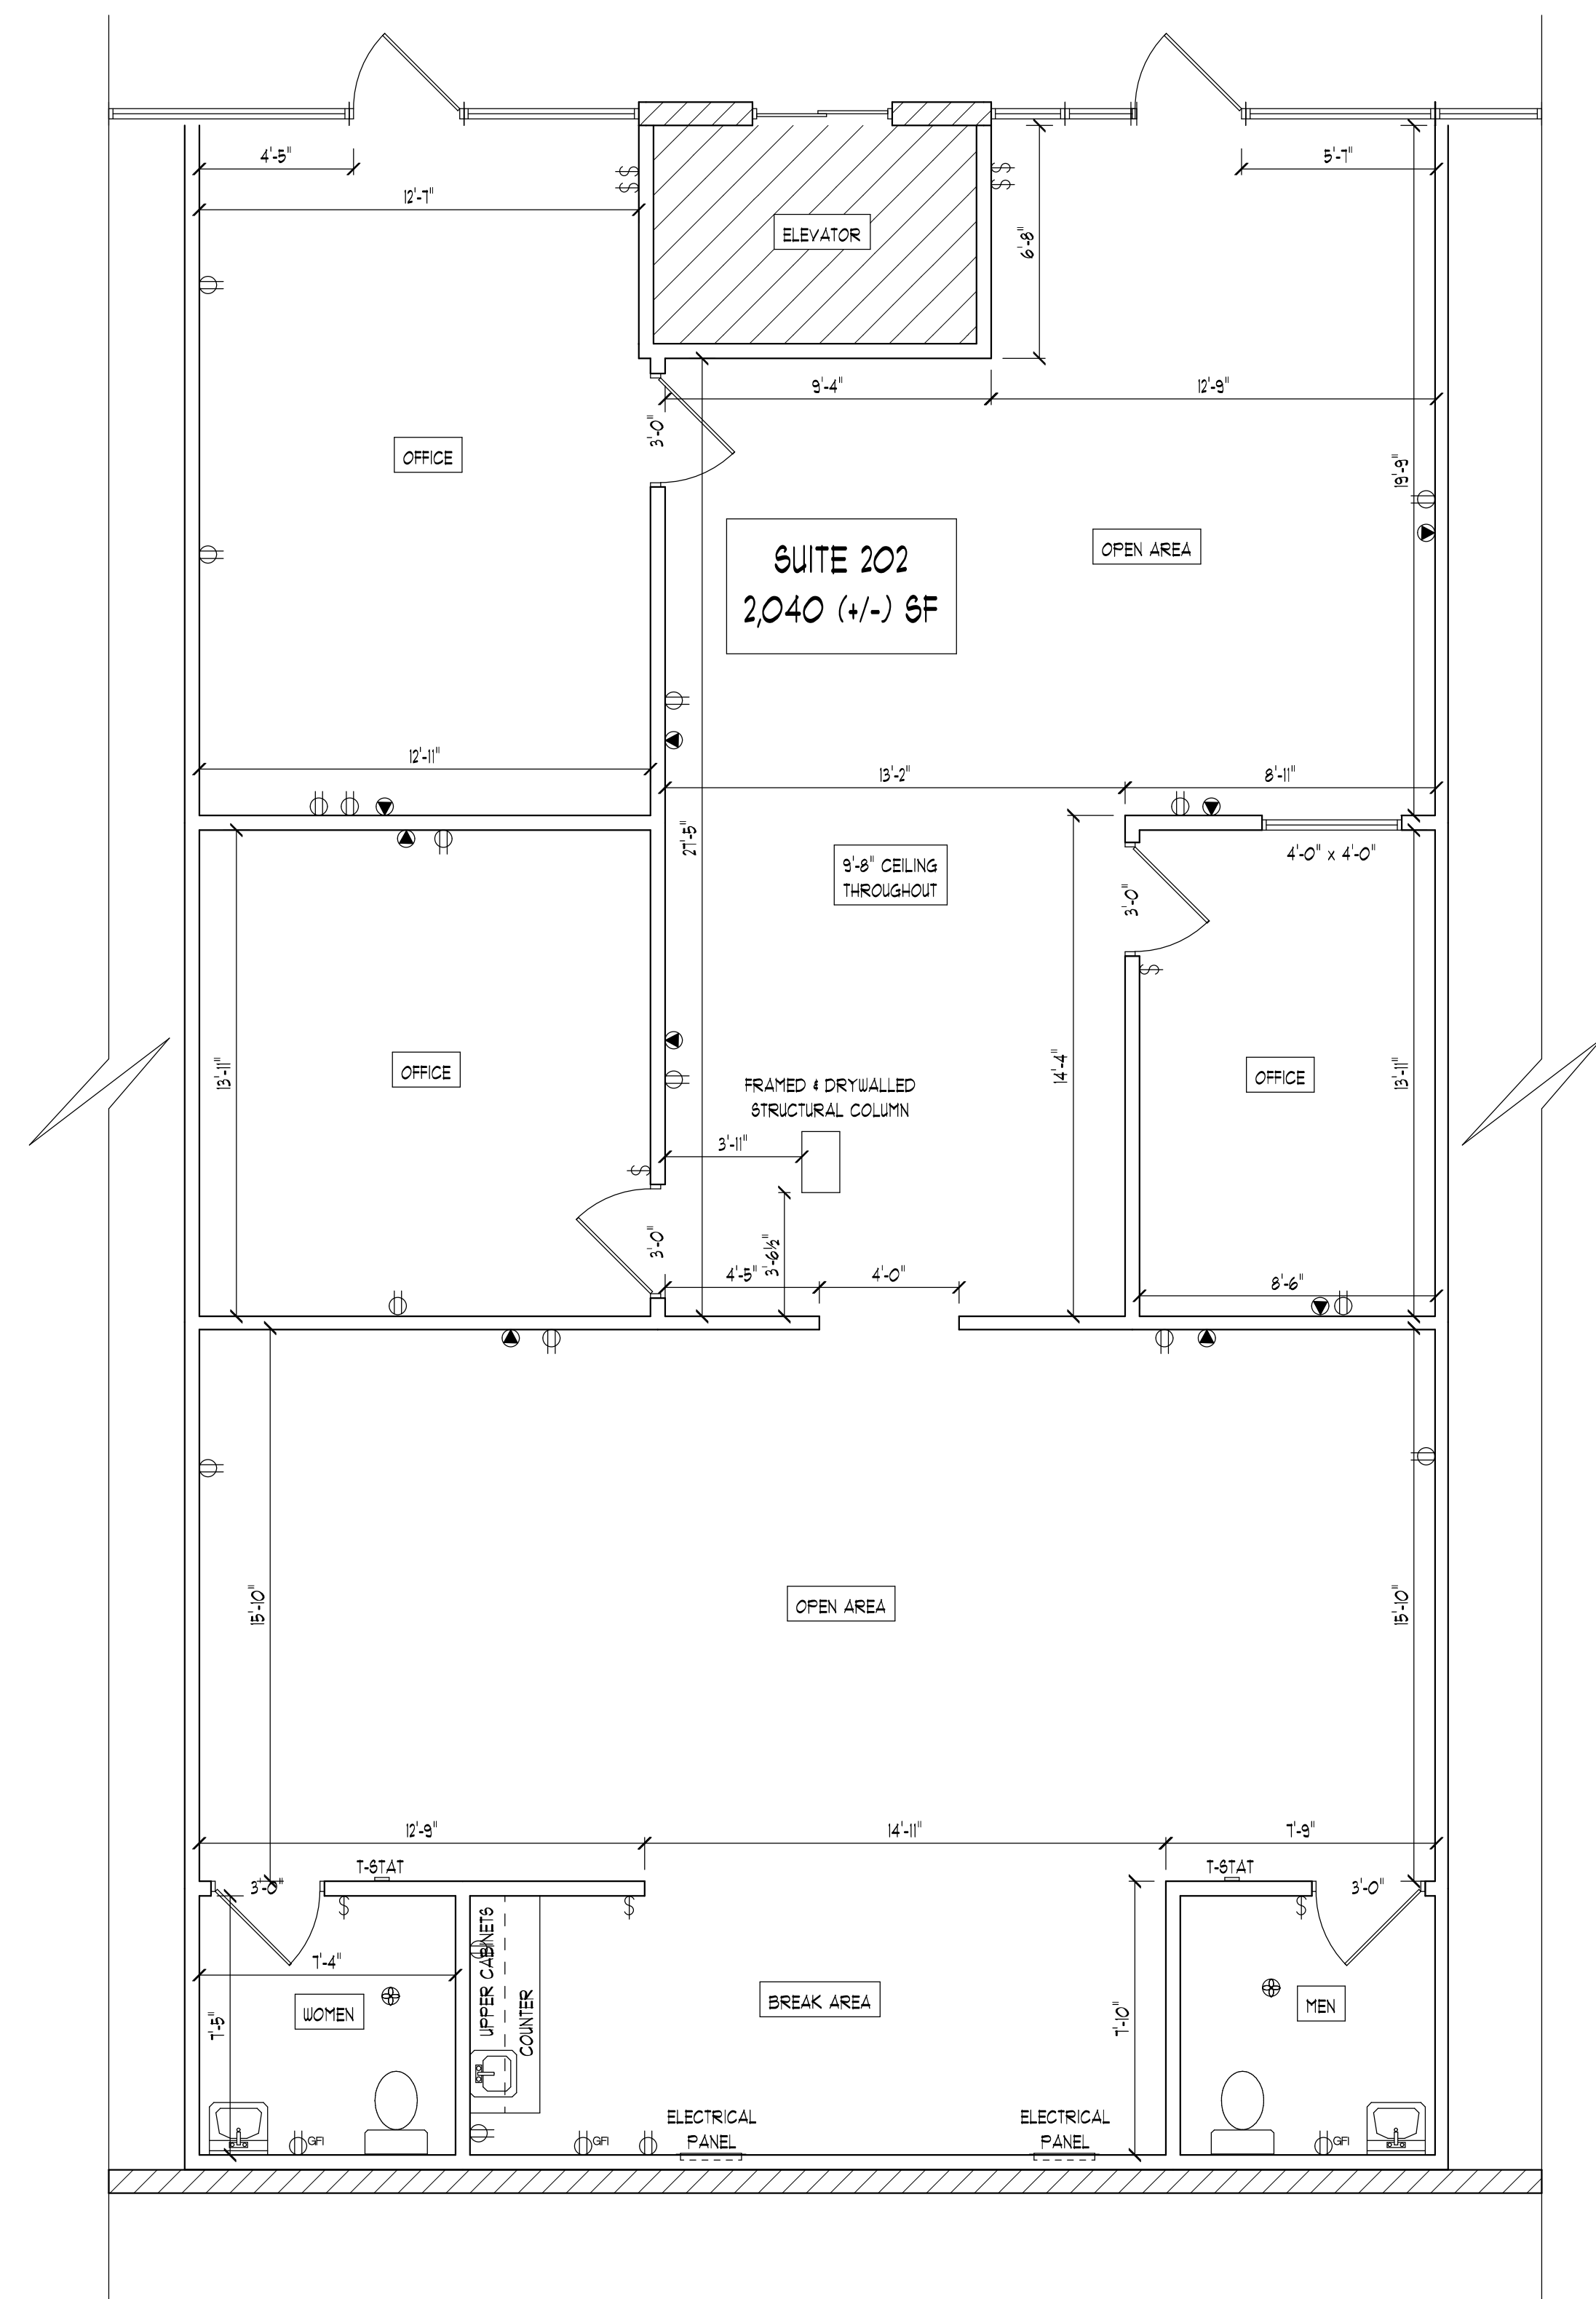 4'-5"
5'-7"
12'-7"
ELEVATOR
6'-8"
9'-4"
12'-9"
3'-0"
OFFICE
19'-9"
SUITE 202
2,040 (+/-) SF
OPEN AREA
12'-11"
13'-2"
8'-11"
27'-5"
9'-8" CEILING
THROUGHOUT
4'-0" x 4'-0"
3'-0"
OFFICE
13'-11"
14'-4"
OFFICE
13'-11"
FRAMED & DRYWALLED
STRUCTURAL COLUMN
3'-11"
3'-0"
3'-6½"
4'-5"
4'-0"
8'-6"
15'-10"
OPEN AREA
15'-10"
12'-9"
14'-11"
7'-9"
T-STAT
T-STAT
3'-0"
3'-0"
7'-4"
WOMEN
7'-5"
UPPER CABINETS
COUNTER
BREAK AREA
7'-10"
MEN
ELECTRICAL
PANEL
ELECTRICAL
PANEL
GFI
GFI
GFI